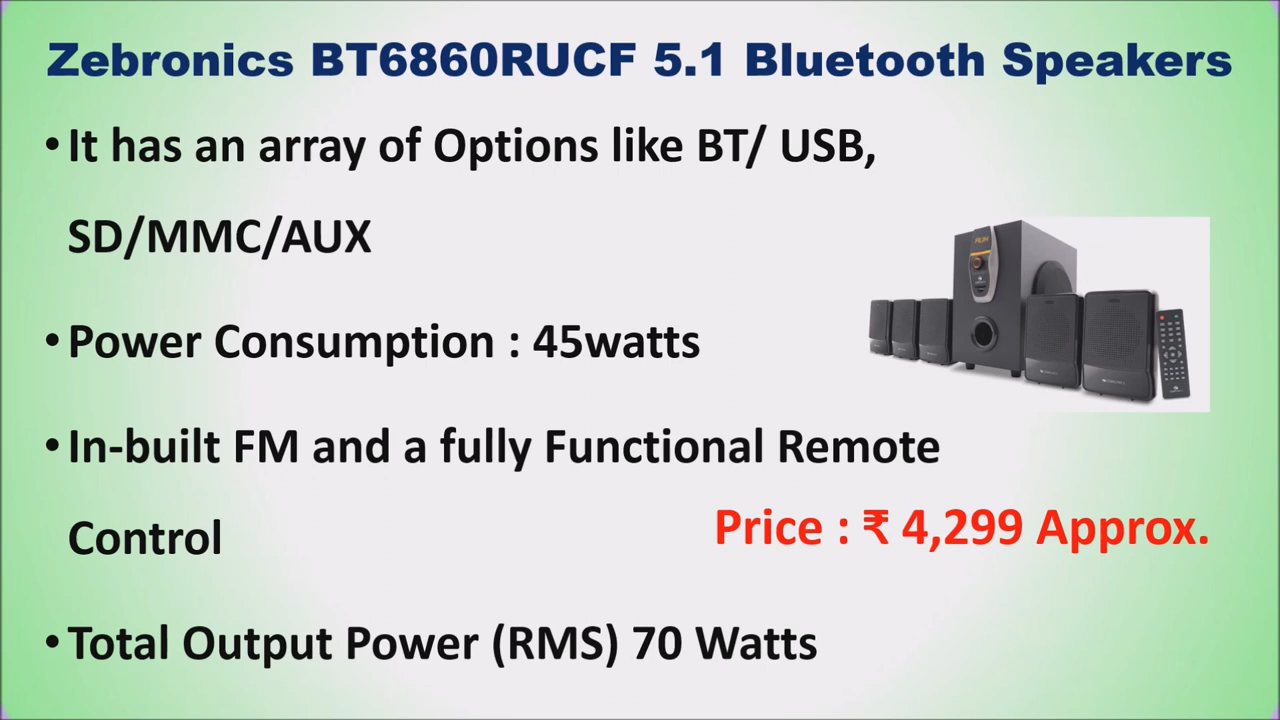 Zebronics BT6860RUCF 5.1 Bluetooth Speakers
•It has an array of Options like BT/ USB,
SD/MMC/AUX
•Power Consumption : 45watts
•In-built FM and a fully Functional Remote
Control
Price : ₹ 4,299 Approx.
•Total Output Power (RMS) 70 Watts